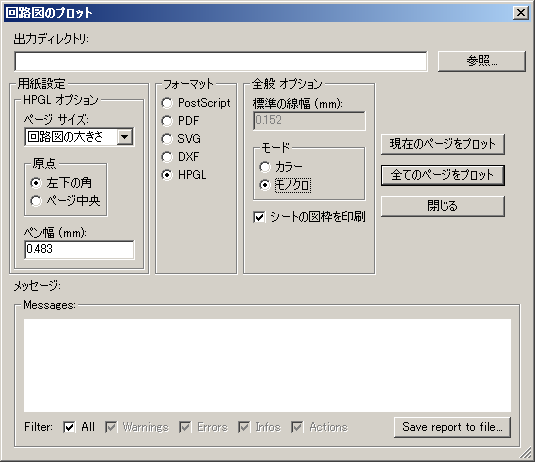 回路図のプロット
出力ディレクトリ:
参照...
用紙設定
HPGL オプション
ページ サイズ:
回路図の大きさ
原点
左下の角
ページ中央
ペン幅 (mm):
0.483
フォーマット
PostScript
PDF
SVG
DXF
HPGL
全般 オプション
標準の線幅 (mm):
0.152
モード
カラー
モノクロ
シートの図枠を印刷
現在のページをプロット
全てのページをプロット
閉じる
メッセージ:
Messages:
Filter: All Warnings Errors Infos Actions
Save report to file...